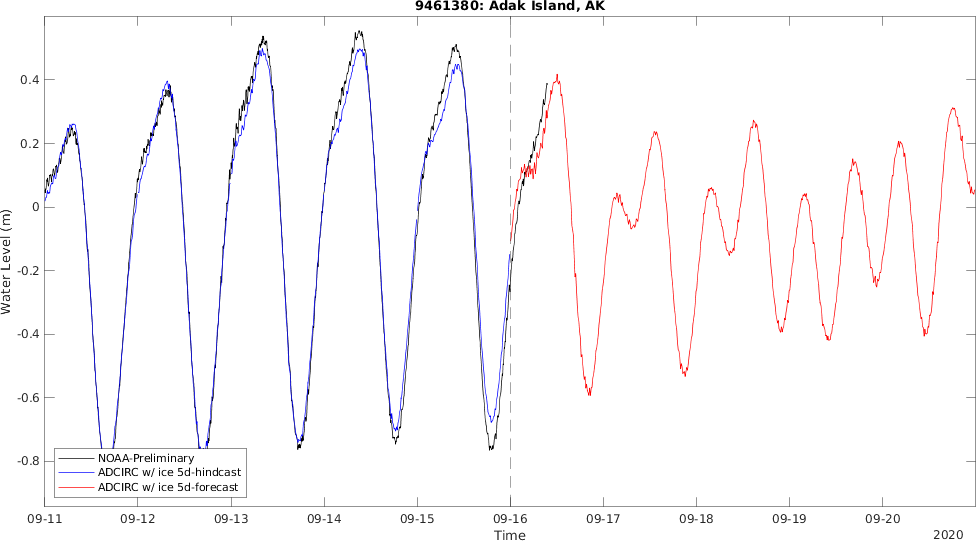 9461380: Adak Island, AK
Water Level (m)
0.4
0.2
0
-0.2
-0.4
-0.6
-0.8
NOAA-Preliminary
ADCIRC w/ ice 5d-hindcast
ADCIRC w/ ice 5d-forecast
09-11 09-12 09-13 09-14 09-15 09-16 09-17 09-18 09-19 09-20
Time
2020